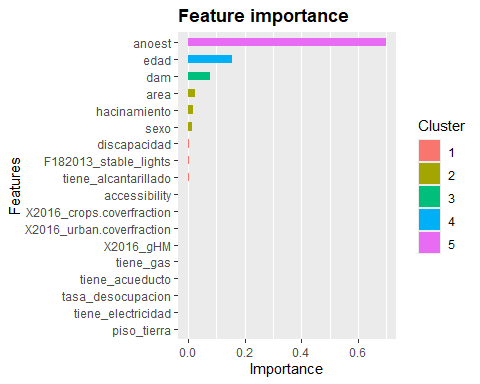 Feature importance
anoest
edad
dam
area
hacinamiento
sexo
discapacidad
F182013_stable_lights
tiene_alcantarillado
accessibility
X2016_crops.coverfraction
X2016_urban.coverfraction
X2016_gHM
tiene_gas
tiene_acueducto
tasa_desocupacion
tiene_electricidad
piso_tierra
Features
0.0 0.2 0.4 0.6
Importance
Cluster
1
2
3
4
5